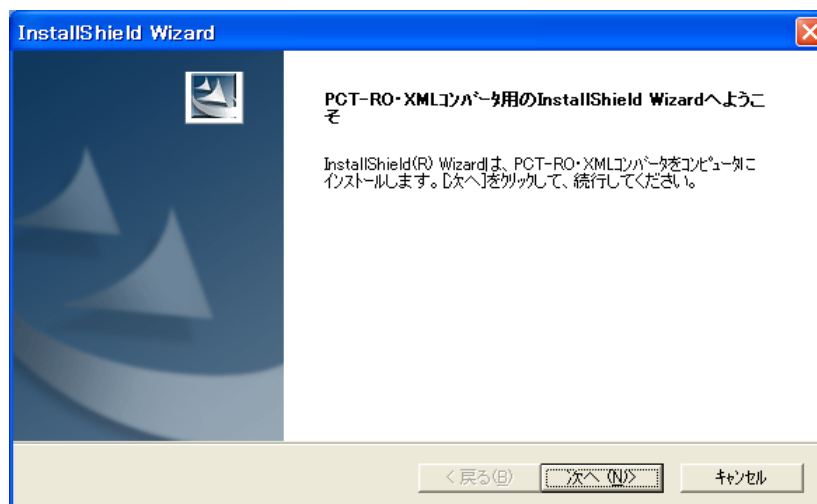 InstallShield Wizard
PCT-RO・XMLｺﾝﾊﾞｰﾀ用のInstallShield Wizardへようこ
そ
InstallShield(R) Wizardは、PCT-RO・XMLｺﾝﾊﾞｰﾀをｺﾝﾋﾟｭｰﾀに
ｲﾝｽﾄｰﾙします。[次へ]をｸﾘｯｸして、続行してください。
< 戻る(B) 次へ (N)> ｷｬﾝｾﾙ